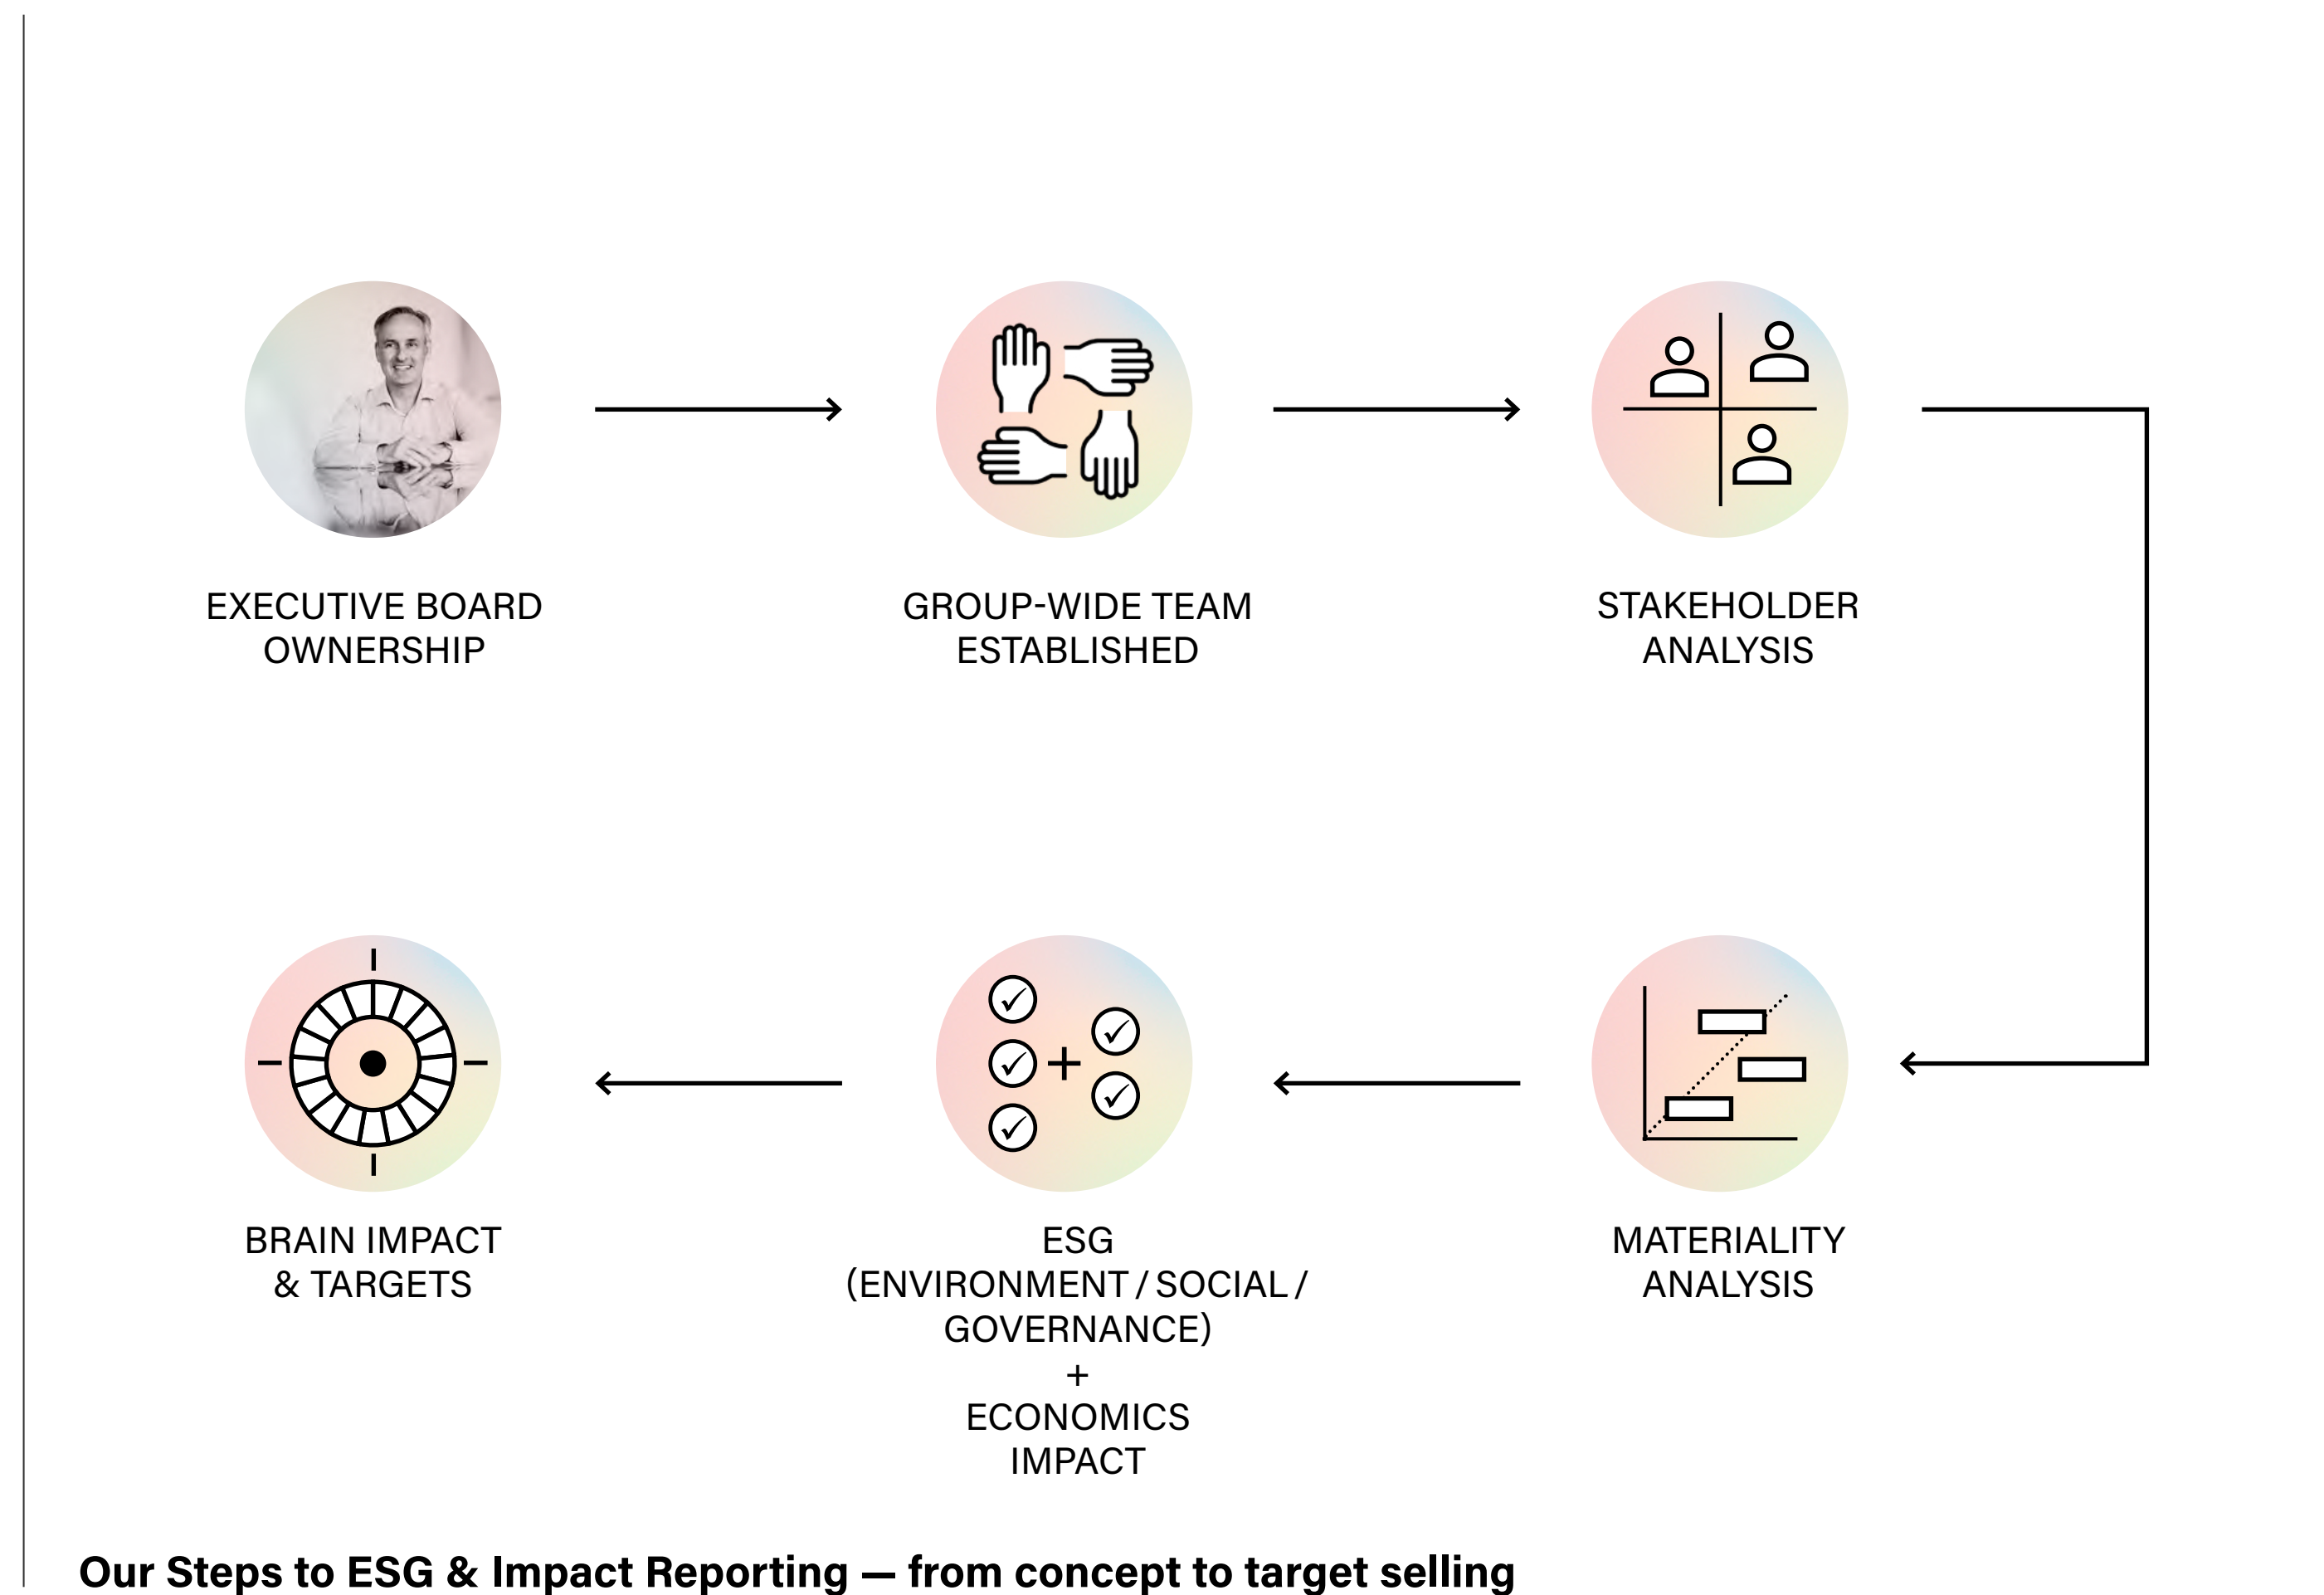 EXECUTIVE BOARD
OWNERSHIP
GROUP-WIDE TEAM
ESTABLISHED
STAKEHOLDER
ANALYSIS
BRAIN IMPACT
& TARGETS
ESG
(ENVIRONMENT / SOCIAL /
GOVERNANCE)
+
ECONOMICS
IMPACT
MATERIALITY
ANALYSIS
Our Steps to ESG & Impact Reporting — from concept to target selling